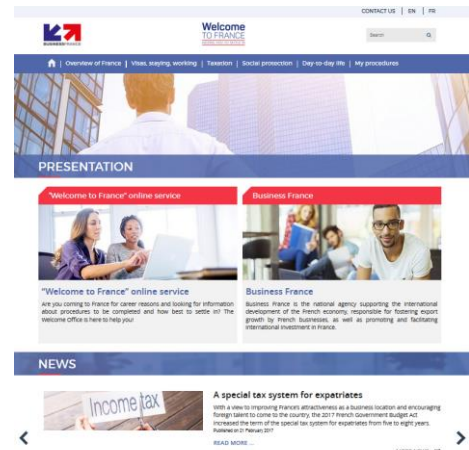 CONTACT US | EN | FR
BUSINESSFRANCE
Welcome
TO FRANCE
Search
Overview of France | Visas, staying, working | Taxation | Social protection | Day-to-day life | My procedures
PRESENTATION
"Welcome to France" online service
Business France
"Welcome to France" online service
Are you coming to France for career reasons and looking for information
about procedures to be completed and how best to settle in? The
Welcome Office is here to help you!
Business France
Business France is the national agency supporting the international
development of the French economy, responsible for fostering export
growth by French businesses, as well as promoting and facilitating
international investment in France.
NEWS
Income tax
A special tax system for expatriates
With a view to improving France's attractiveness as a business location and encouraging
foreign talent to come to the country, the 2017 French Government Budget Act
increased the term of the special tax system for expatriates from five to eight years.
Published on 21 February 2017
READ MORE ...